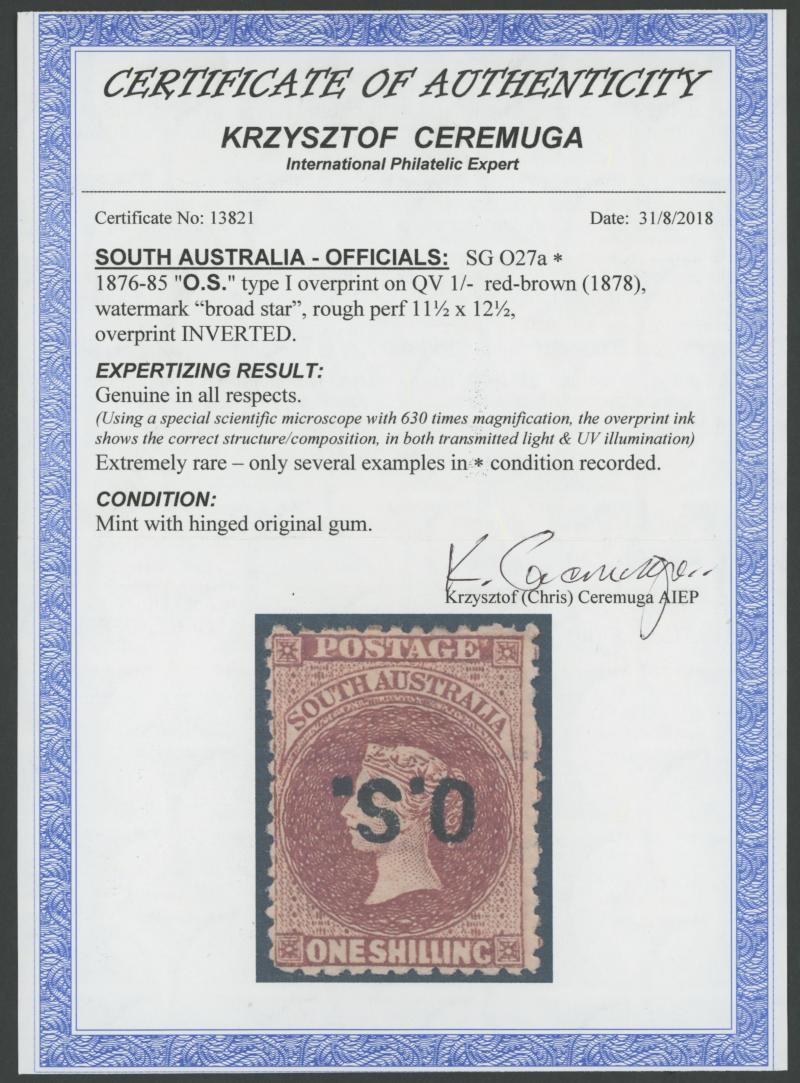 CERTIFICATE OF AUTHENTICITY
KRZYSZTOF CEREMUGA
International Philatelic Expert
Certificate No: 13821 Date: 31/8/2018
SOUTH AUSTRALIA - OFFICIALS: SG O27a *
1876-85 "O.S." type I overprint on QV 1/- red-brown (1878),
watermark “broad star”, rough perf 11½ x 12½,
overprint INVERTED.
EXPERTIZING RESULT:
Genuine in all respects.
(Using a special scientific microscope with 630 times magnification, the overprint ink
shows the correct structure/composition, in both transmitted light & UV illumination)
Extremely rare – only several examples in * condition recorded.
CONDITION:
Mint with hinged original gum.
K. Ceremuga
Krzysztof (Chris) Ceremuga AIEP
POSTAGE
SOUTH AUSTRALIA
O.S.
ONE SHILLING